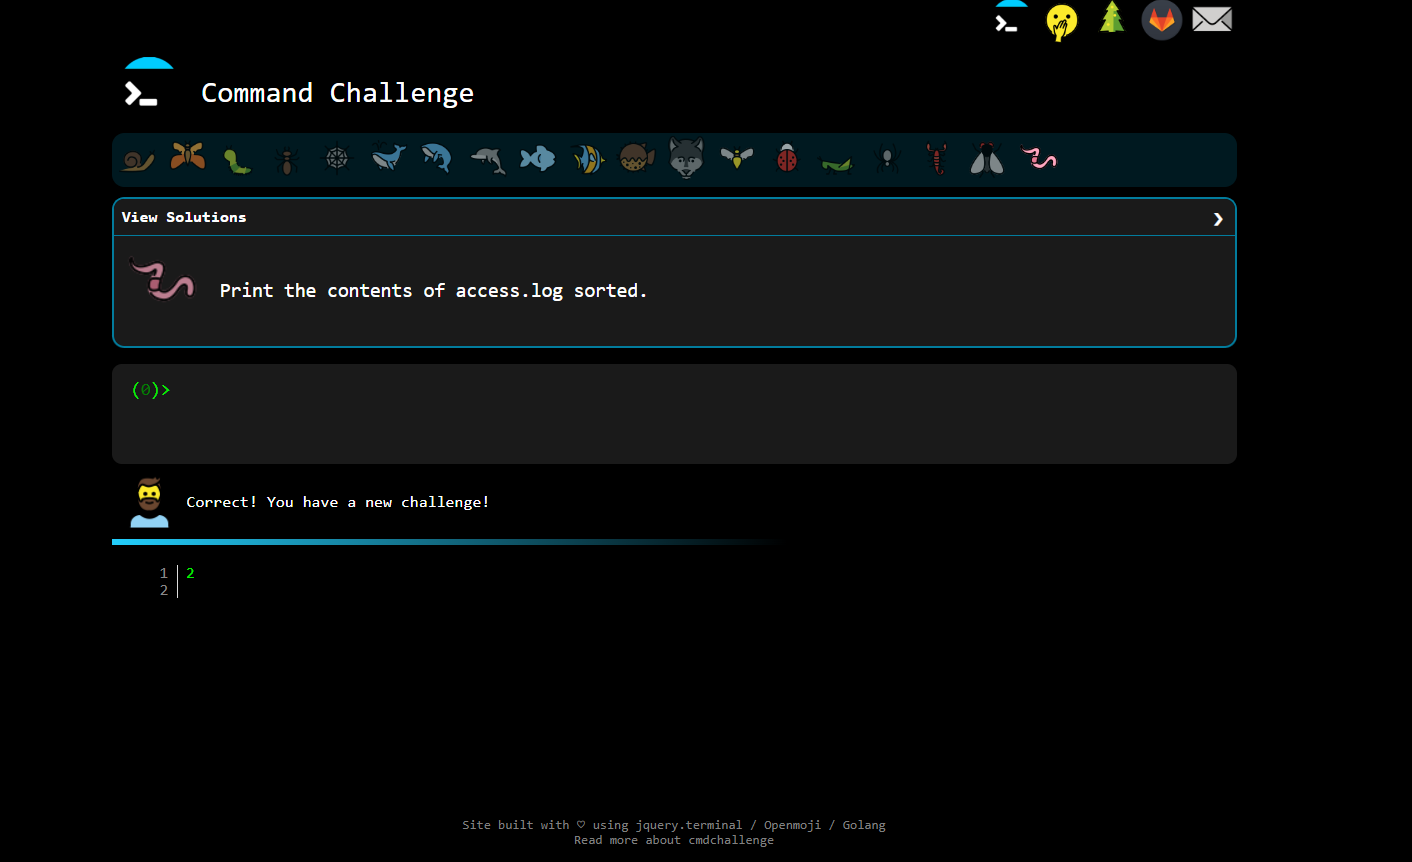 Command Challenge
View Solutions ❯
Print the contents of access.log sorted.
(0)>
Correct! You have a new challenge!
1 2
2
Site built with ♡ using jquery.terminal / Openmoji / Golang
Read more about cmdchallenge